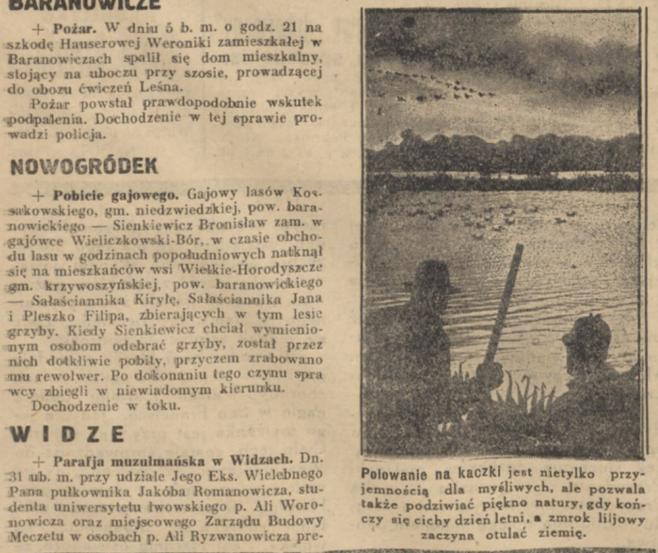 BARANOWICZE
+ Pożar. W dniu 5 b. m. o godz. 21 na
szkodę Hauserowej Weroniki zamieszkałej w
Baranowiczach spalił się dom mieszkalny,
stojący na uboczu przy szosie, prowadzącej
do obozu ćwiczeń Leśna.
Pożar powstał prawdopodobnie wskutek
podpalenia. Dochodzenie w tej sprawie pro-
wadzi policja.
NOWOGRÓDEK
+ Pobicie gajowego. Gajowy lasów Kos-
sakowskiego, gm. niedzwiedzkiej, pow. bara-
nowickiego — Sienkiewicz Bronisław zam. w
gajówce Wieliczkowski-Bór, w czasie obcho-
du lasu w godzinach popołudniowych natknął
się na mieszkańców wsi Wielkie-Horodyszcze
gm. krzywoszyńskiej, pow. baranowickiego
— Sałaściannika Kiryłę, Sałaściannika Jana
i Pleszko Filipa, zbierających w tym lesie
grzyby. Kiedy Sienkiewicz chciał wymienio-
nym osobom odebrać grzyby, został przez
nich dotkliwie pobity, przyczem zrabowano
mu rewolwer. Po dokonaniu tego czynu spra
wcy zbiegli w niewiadomym kierunku.
Dochodzenie w toku.
WIDZE
+ Parafja muzułmańska w Widzach. Dn.
31 ub. m. przy udziale Jego Eks. Wielebnego
Pana pułkownika Jakóba Romanowicza, stu-
denta uniwersytetu lwowskiego p. Ali Woro-
nowicza oraz miejscowego Zarządu Budowy
Meczetu w osobach p. Ali Ryzwanowicza pre-
Polowanie na kaczki jest nietylko przy-
jemnością dla myśliwych, ale pozwala
także podziwiać piękno natury, gdy koń-
czy się cichy dzień letni, a zmrok liljowy
zaczyna otulać ziemię.